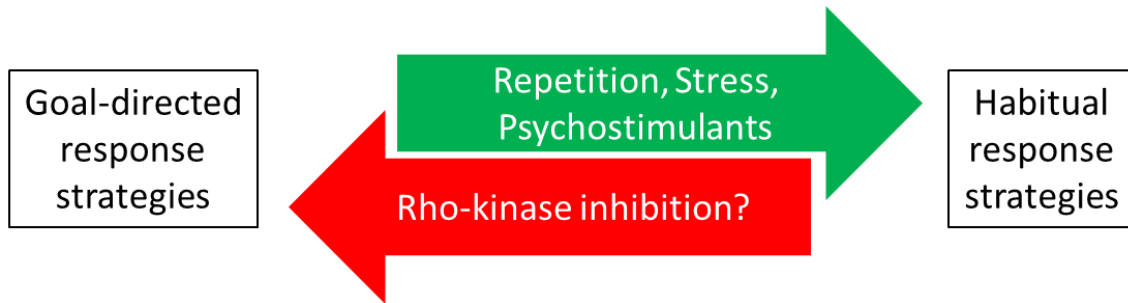 Goal-directed
response
strategies
Repetition, Stress,
Psychostimulants
Rho-kinase inhibition?
Habitual
response
strategies